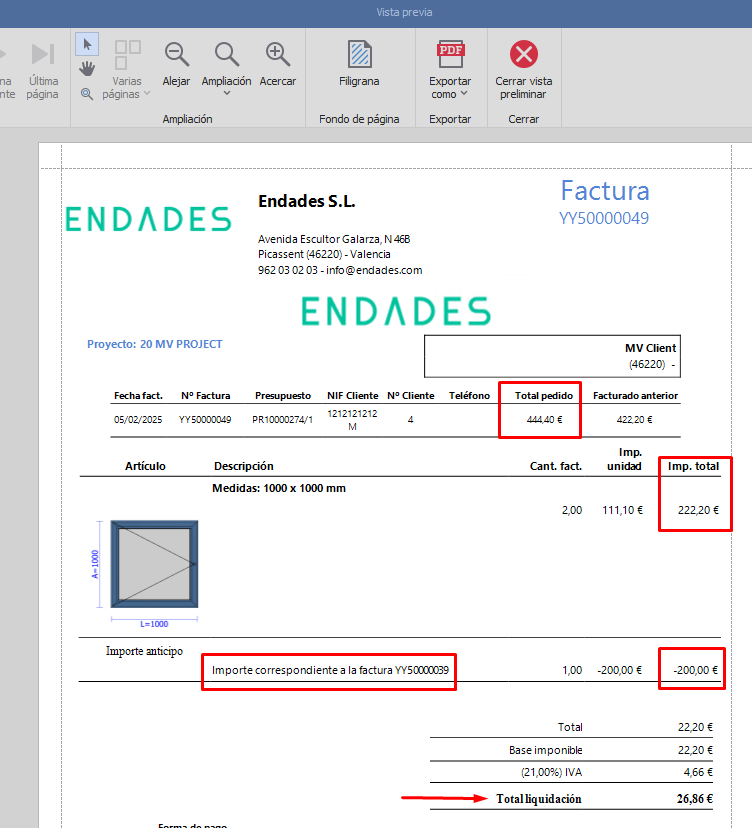 Vista previa
na
nte
Última
página
Varias
páginas
Alejar
Ampliación
Acercar
Ampliación
Filigrana
Fondo de página
PDF
Exportar
como
Exportar
Cerrar vista
preliminar
Cerrar
ENDADES
Endades S.L.
Factura
YY50000049
Avenida Escultor Galarza, N 46B
Picassent (46220) - Valencia
962 03 02 03 - info@endades.com
ENDADES
Proyecto: 20 MV PROJECT
MV Client
(46220) -
Fecha fact. Nº Factura Presupuesto NIF Cliente Nº Cliente Teléfono Total pedido Facturado anterior
05/02/2025 YY50000049 PR10000274/1 1212121212 4 444,40 € 422,20 €
M
Artículo Descripción Cant. fact. Imp. unidad Imp. total
Medidas: 1000 x 1000 mm
2,00 111,10 € 222,20 €
A=1000
L=1000
Importe anticipo
Importe correspondiente a la factura YY50000039 1,00 -200,00 € -200,00 €
Total 22,20 €
Base imponible 22,20 €
(21,00%) IVA 4,66 €
Total liquidación 26,86 €
Forma de pago